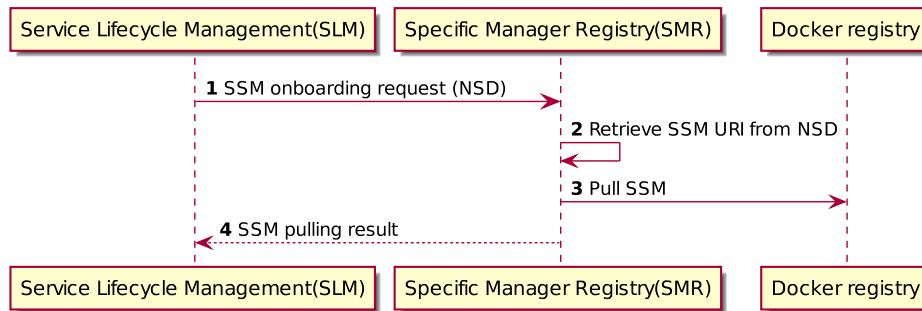 Service Lifecycle Management(SLM)
Specific Manager Registry(SMR)
Docker registry
1 SSM onboarding request (NSD)
2 Retrieve SSM URI from NSD
3 Pull SSM
4 SSM pulling result
Service Lifecycle Management(SLM)
Specific Manager Registry(SMR)
Docker registry